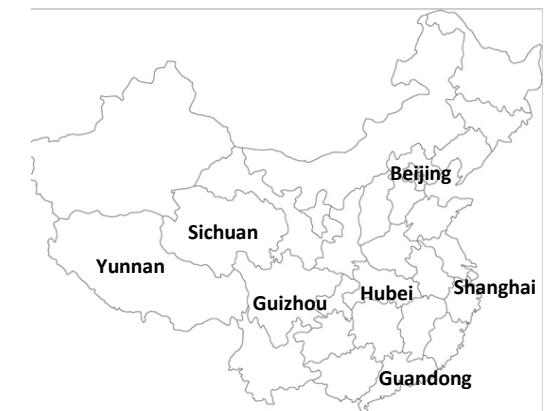 Beijing
Sichuan
Yunnan
Shanghai
Hubei
Guizhou
Guandong